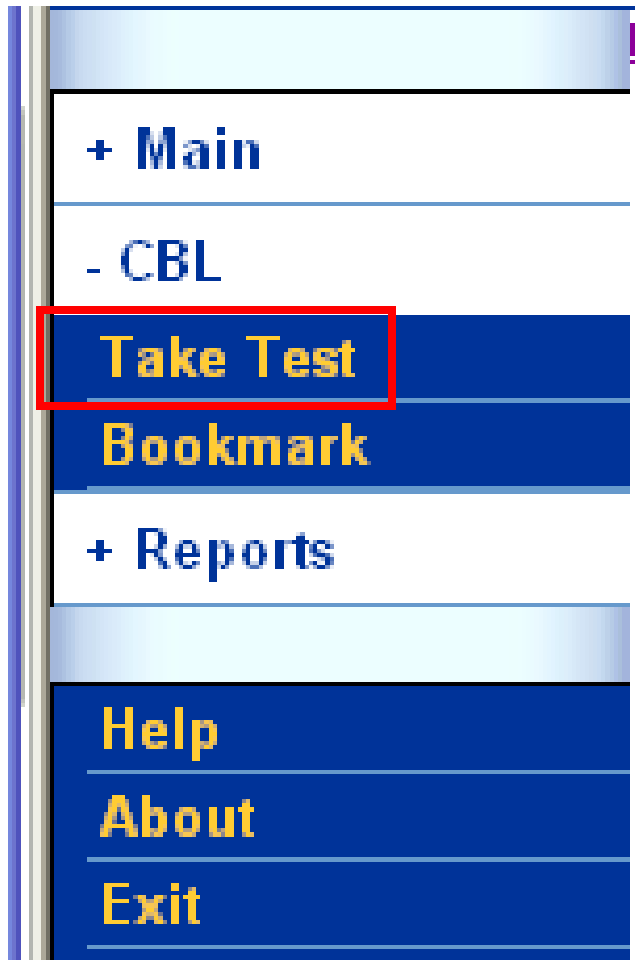 + Main
- CBL
Take Test
Bookmark
+ Reports
Help
About
Exit